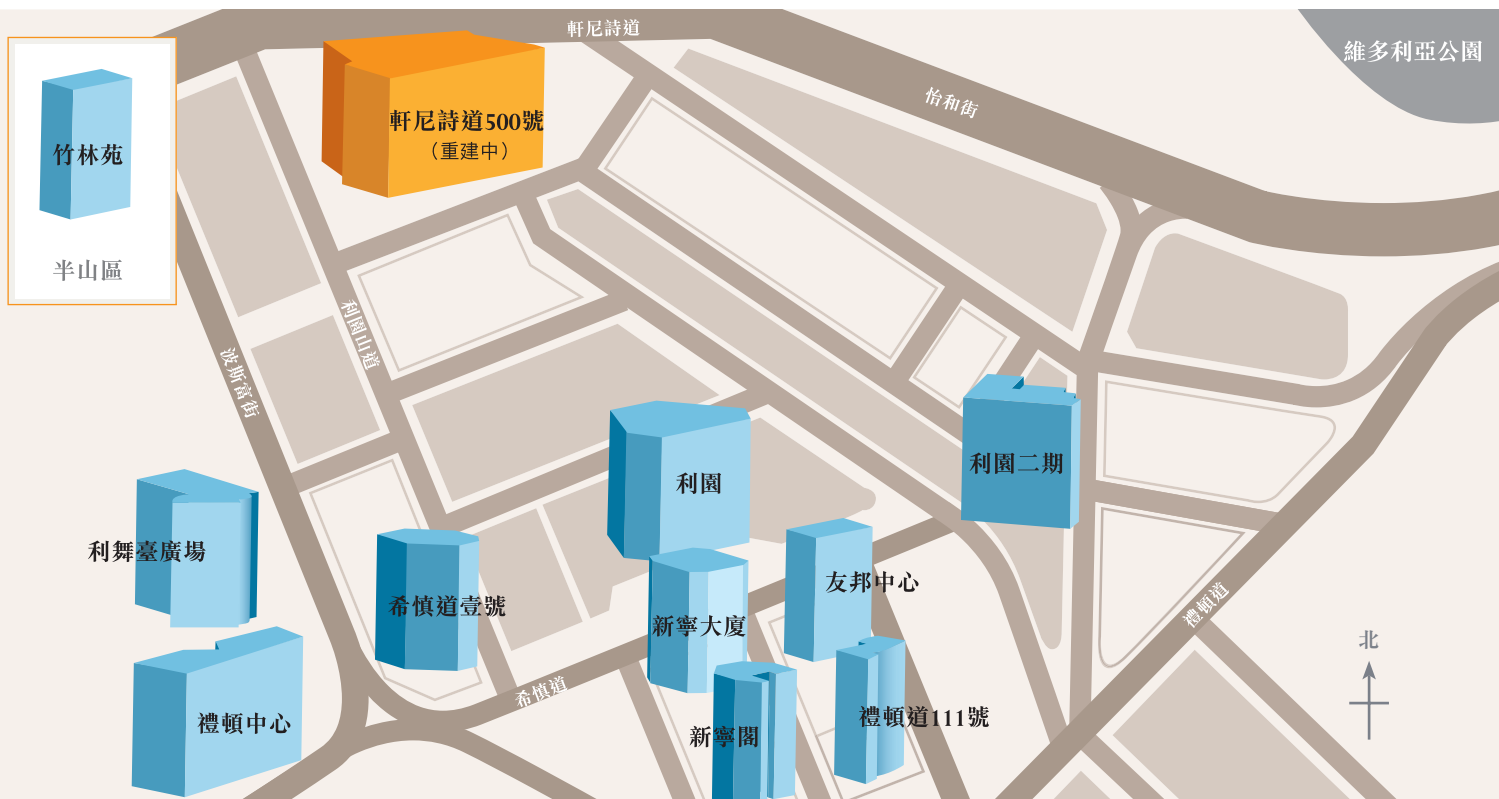 軒尼詩道
維多利亞公園
怡和街
軒尼詩道500號
（重建中）
竹林苑
半山區
利園山道
波斯富街
利園二期
利園
利舞臺廣場
友邦中心
希慎道壹號
新寧大廈
禮頓道
北
希慎道
禮頓中心
新寧閣
禮頓道111號